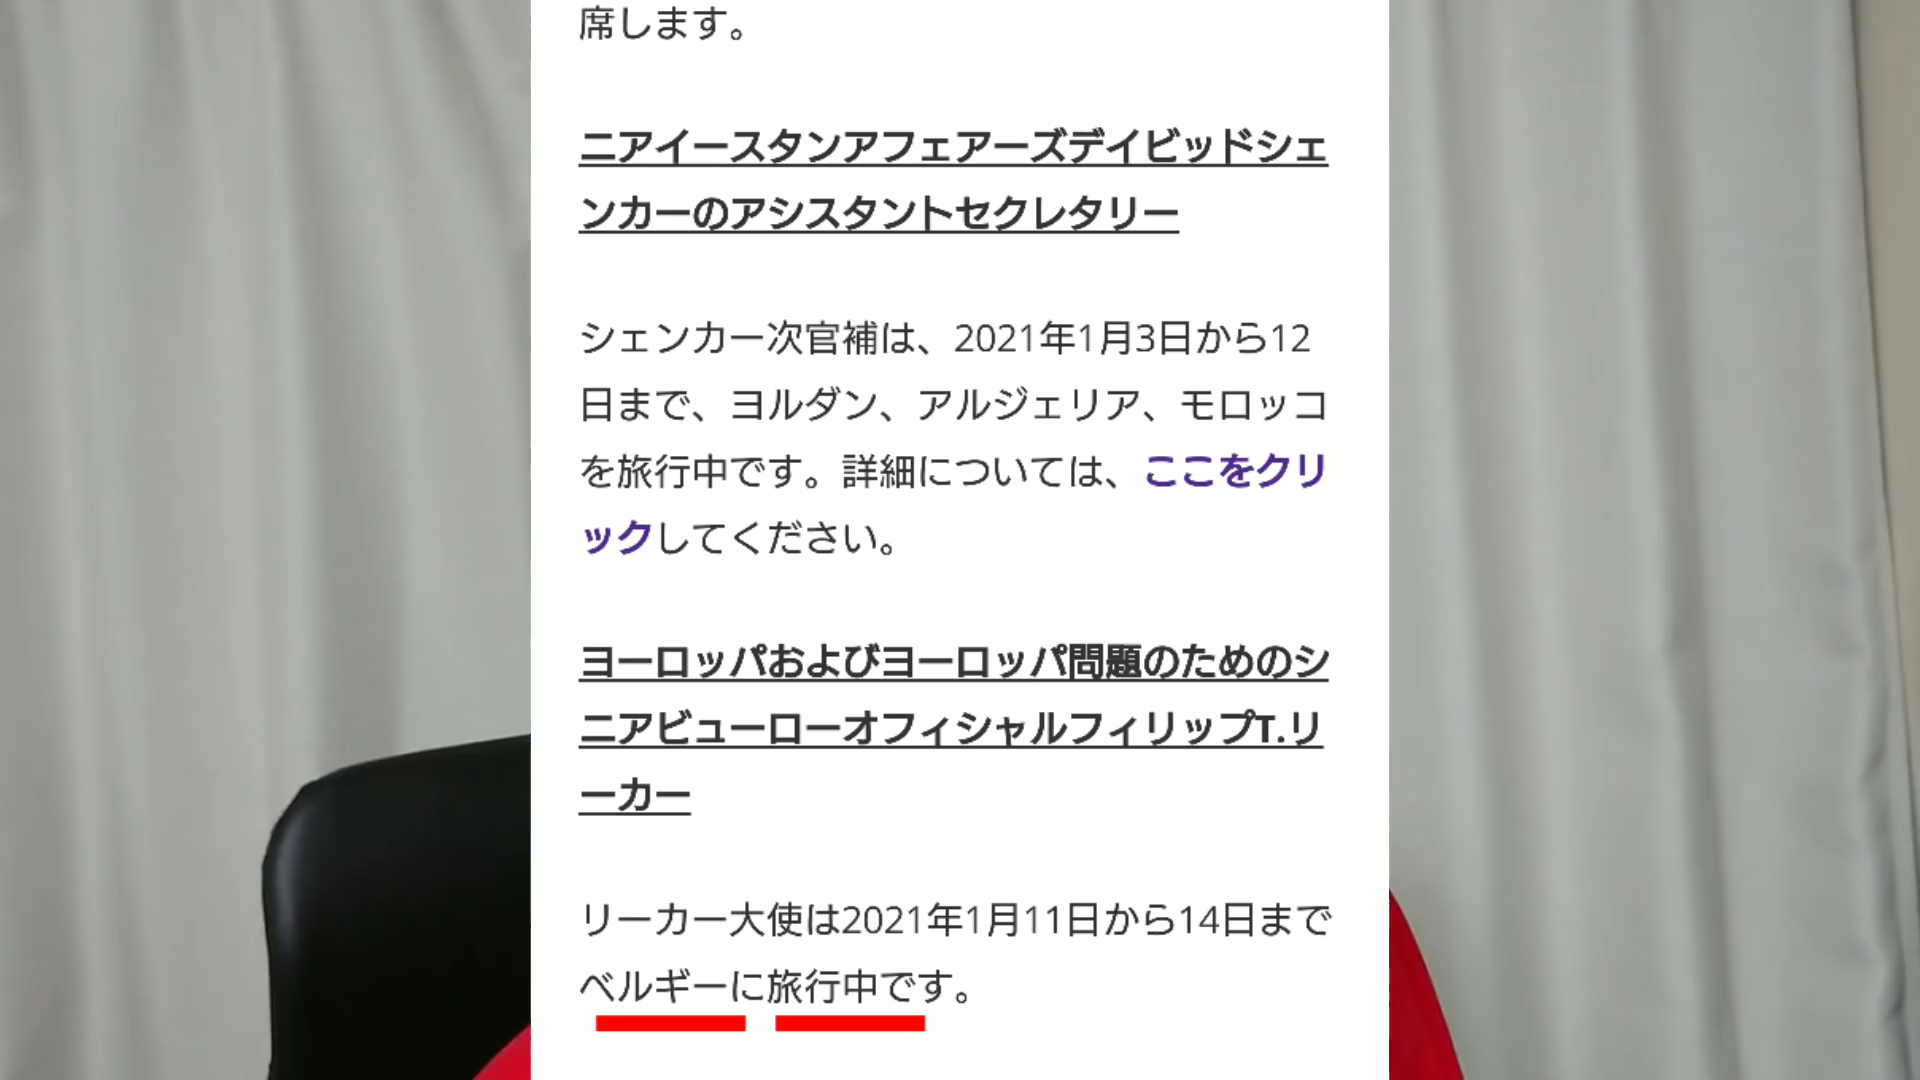 席します。
ニアイースタンアフェアーズデイビッドシェ
ンカーのアシスタントセクレタリー
シェンカー次官補は、2021年1月3日から12
日まで、ヨルダン、アルジェリア、モロッコ
を旅行中です。詳細については、ここをクリ
ックしてください。
ヨーロッパおよびヨーロッパ問題のためのシ
ニアビューローオフィシャルフィリップT.リ
ーカー
リーカー大使は2021年1月11日から14日まで
ベルギーに旅行中です。